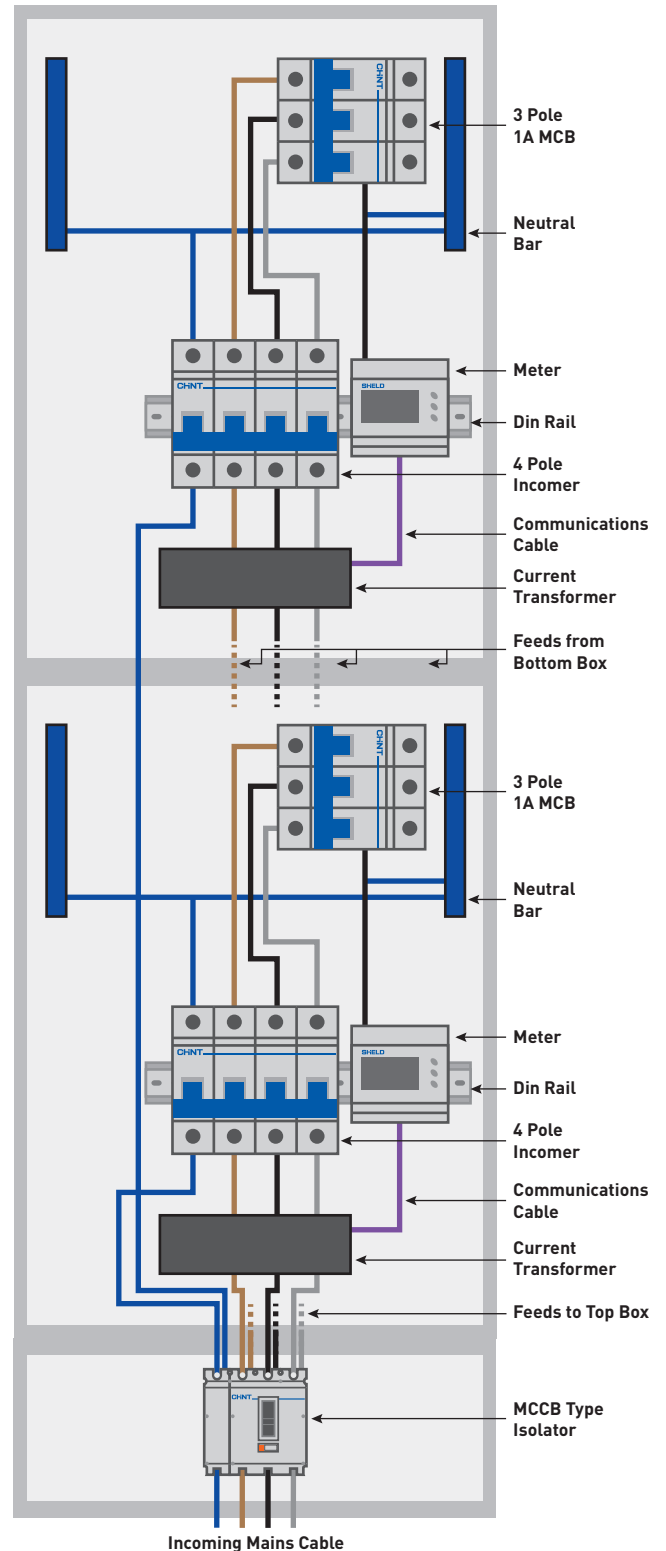 CHNT
3 Pole
1A MCB
Neutral
Bar
CHNT
SHELD
Meter
Din Rail
4 Pole
Incomer
Communications
Cable
Current
Transformer
Feeds from
Bottom Box
CHNT
3 Pole
1A MCB
Neutral
Bar
CHNT
SHELD
Meter
Din Rail
4 Pole
Incomer
Communications
Cable
Current
Transformer
Feeds to Top Box
CHNT
MCCB Type
Isolator
Incoming Mains Cable